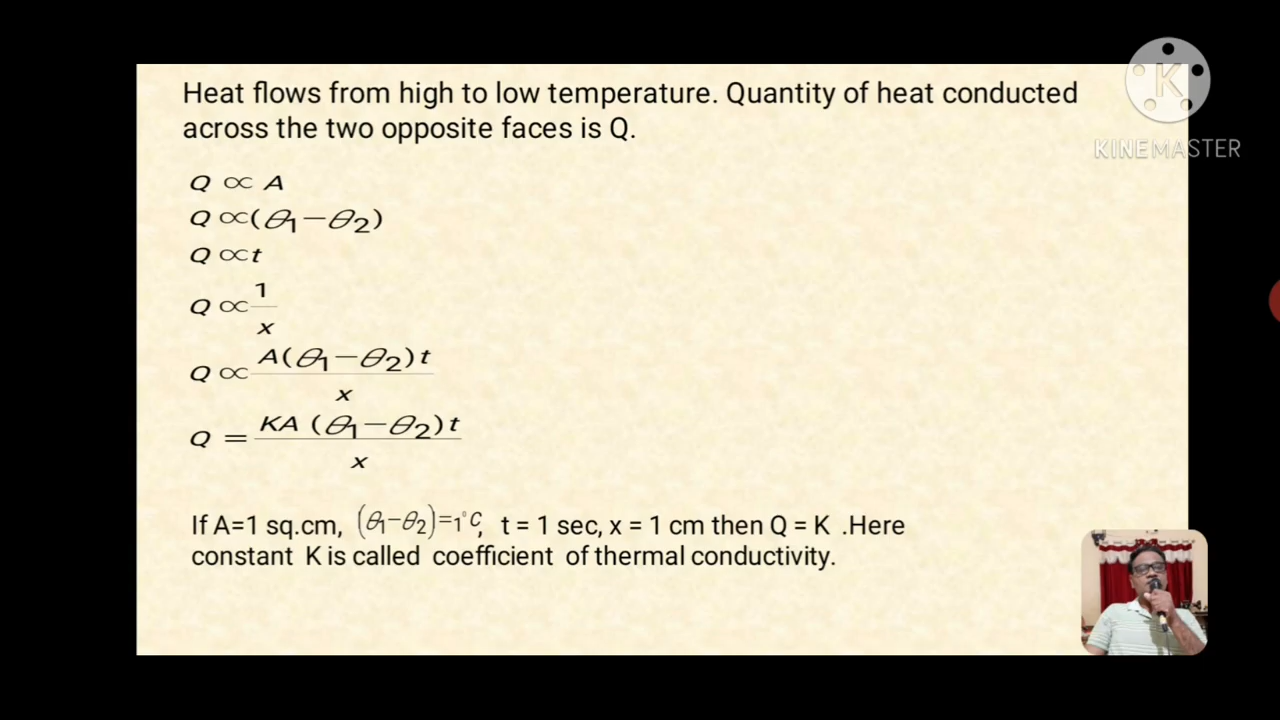 Heat flows from high to low temperature. Quantity of heat conducted
across the two opposite faces is Q.
K
KINEMASTER
Q ∝ A
Q ∝(θ₁−θ₂)
Q ∝t
Q ∝ 1/x
Q ∝ A(θ₁−θ₂)t/x
Q = KA (θ₁−θ₂)t/x
If A=1 sq.cm, (θ₁−θ₂)=1°C, t = 1 sec, x = 1 cm then Q = K .Here
constant K is called coefficient of thermal conductivity.